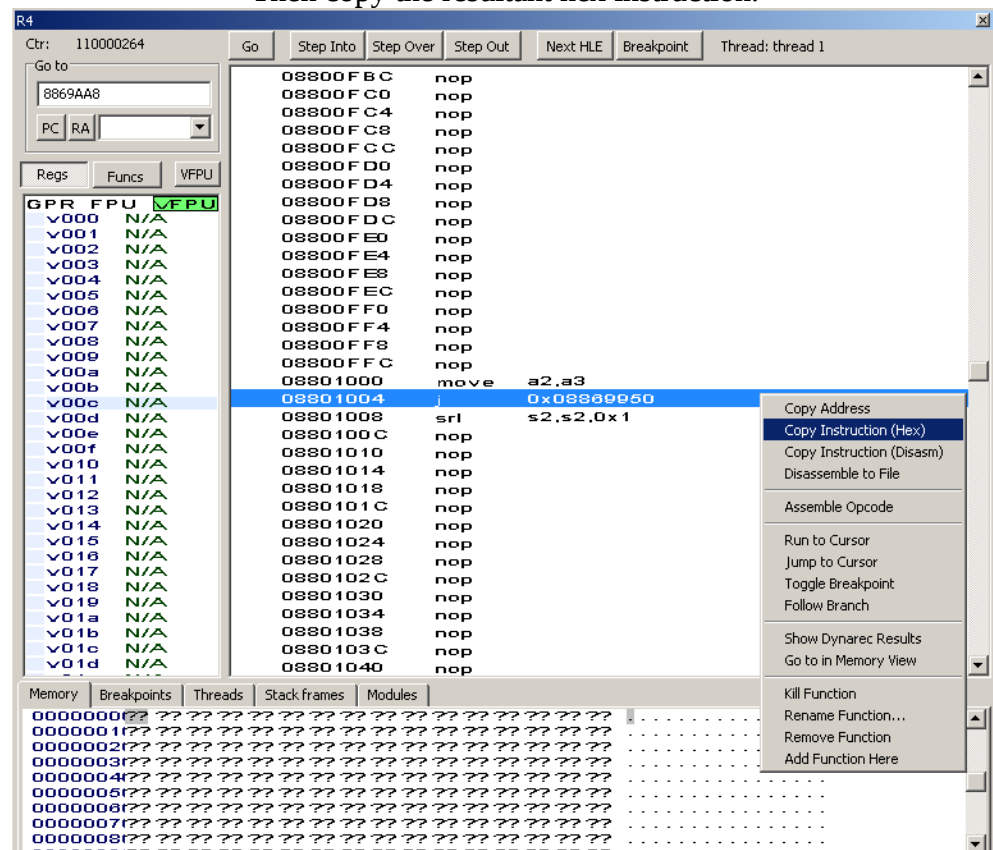 Then copy the resultant hex instruction.
R4
Ctr: 110000264 Go Step Into Step Over Step Out Next HLE Breakpoint Thread: thread 1
Go to
8869AA8
PC RA
Regs Funcs VFPU
GPR FPU VFPU
v000 N/A
v001 N/A
v002 N/A
v003 N/A
v004 N/A
v005 N/A
v006 N/A
v007 N/A
v008 N/A
v009 N/A
v00a N/A
v00b N/A
v00c N/A
v00d N/A
v00e N/A
v00f N/A
v010 N/A
v011 N/A
v012 N/A
v013 N/A
v014 N/A
v015 N/A
v016 N/A
v017 N/A
v018 N/A
v019 N/A
v01a N/A
v01b N/A
v01c N/A
v01d N/A
08800FBC nop
08800FC0 nop
08800FC4 nop
08800FC8 nop
08800FCC nop
08800FD0 nop
08800FD4 nop
08800FD8 nop
08800FDC nop
08800FE0 nop
08800FE4 nop
08800FE8 nop
08800FEC nop
08800FF0 nop
08800FF4 nop
08800FF8 nop
08800FFC nop
08801000 move a2,a3
08801004 j 0x08869950
08801008 srl s2,s2,0x1
0880100C nop
08801010 nop
08801014 nop
08801018 nop
0880101C nop
08801020 nop
08801024 nop
08801028 nop
0880102C nop
08801030 nop
08801034 nop
08801038 nop
0880103C nop
08801040 nop
Copy Address
Copy Instruction (Hex)
Copy Instruction (Disasm)
Disassemble to File
Assemble Opcode
Run to Cursor
Jump to Cursor
Toggle Breakpoint
Follow Branch
Show Dynarec Results
Go to in Memory View
Kill Function
Rename Function...
Remove Function
Add Function Here
Memory Breakpoints Threads Stack frames Modules
0000000 ?? ?? ?? ?? ?? ?? ?? ?? ?? ?? ?? ?? ?? ?? ?? ?? . . . . . . . . . . .
0000001 ?? ?? ?? ?? ?? ?? ?? ?? ?? ?? ?? ?? ?? ?? ?? ?? . . . . . . . . . . .
0000002 ?? ?? ?? ?? ?? ?? ?? ?? ?? ?? ?? ?? ?? ?? ?? ?? . . . . . . . . . . .
0000003 ?? ?? ?? ?? ?? ?? ?? ?? ?? ?? ?? ?? ?? ?? ?? ?? . . . . . . . . . . .
0000004 ?? ?? ?? ?? ?? ?? ?? ?? ?? ?? ?? ?? ?? ?? ?? ?? . . . . . . . . . . . . . . . .
0000005 ?? ?? ?? ?? ?? ?? ?? ?? ?? ?? ?? ?? ?? ?? ?? ?? . . . . . . . . . . . . . . . .
0000006 ?? ?? ?? ?? ?? ?? ?? ?? ?? ?? ?? ?? ?? ?? ?? ?? . . . . . . . . . . . . . . . .
0000007 ?? ?? ?? ?? ?? ?? ?? ?? ?? ?? ?? ?? ?? ?? ?? ?? . . . . . . . . . . . . . . . .
0000008 ?? ?? ?? ?? ?? ?? ?? ?? ?? ?? ?? ?? ?? ?? ?? ?? . . . . . . . . . . . . . . . .